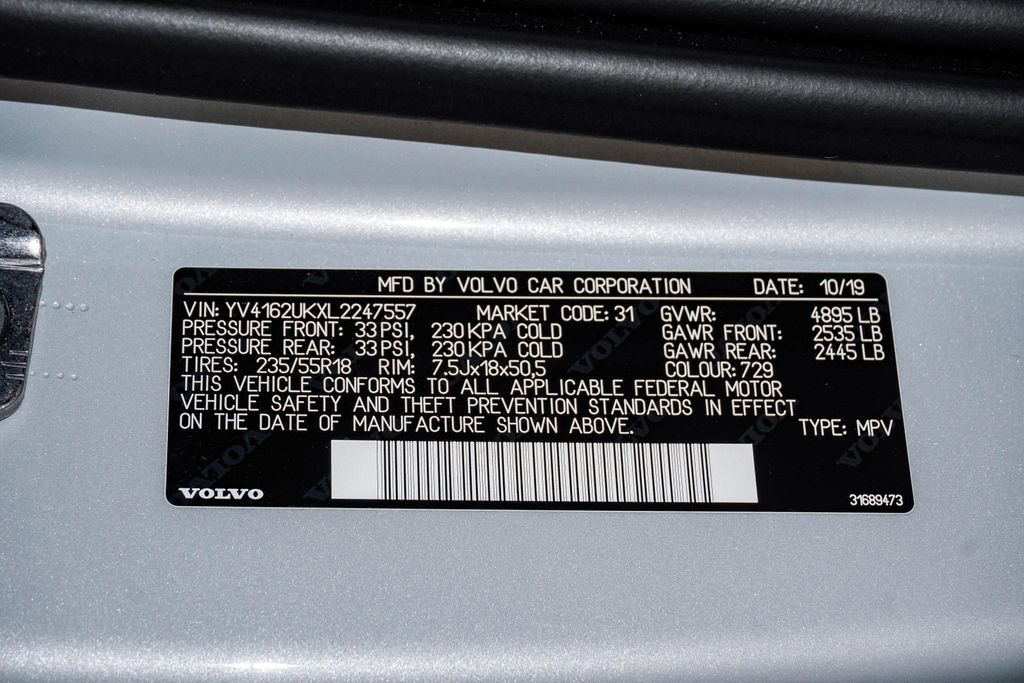 MFD BY VOLVO CAR CORPORATION DATE: 10/19
VIN: YV4162UKXL2247557 MARKET CODE: 31 GVWR: 4895 LB
PRESSURE FRONT: 33 PSI, 230 KPA COLD GAWR FRONT: 2535 LB
PRESSURE REAR: 33 PSI, 230 KPA COLD GAWR REAR: 2445 LB
TIRES: 235/55R18 RIM: 7.5Jx18x50,5 COLOUR: 729
THIS VEHICLE CONFORMS TO ALL APPLICABLE FEDERAL MOTOR
VEHICLE SAFETY AND THEFT PREVENTION STANDARDS IN EFFECT
ON THE DATE OF MANUFACTURE SHOWN ABOVE. TYPE: MPV
VOLVO 31689473